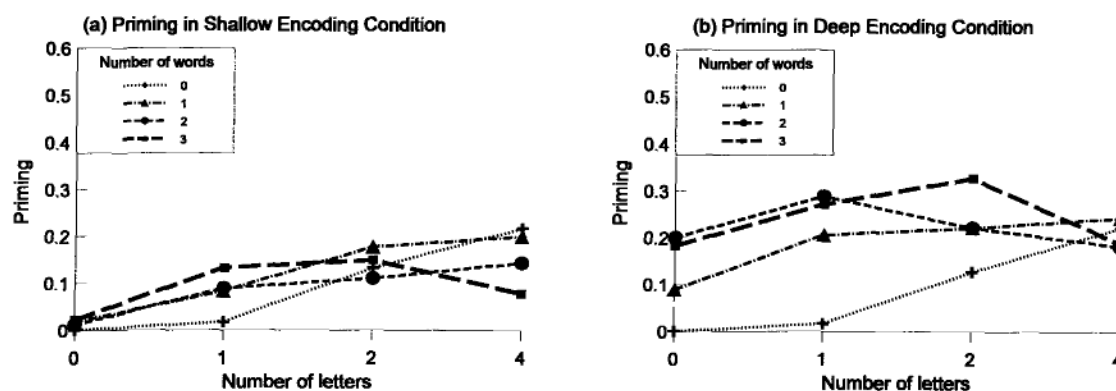 (a) Priming in Shallow Encoding Condition
0.6
0.5
0.4
0.3
0.2
0.1
0
Priming
Number of words
0
1
2
3
0 1 2 4
Number of letters
(b) Priming in Deep Encoding Condition
0.6
0.5
0.4
0.3
0.2
0.1
0
Priming
Number of words
0
1
2
3
0 1 2 4
Number of letters